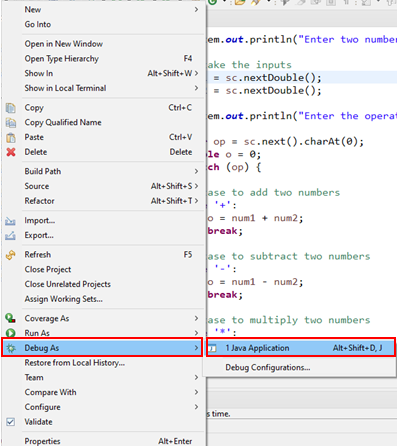 New >
Go Into
Open in New Window
Open Type Hierarchy F4
Show In Alt+Shift+W >
Show in Local Terminal >
Copy Ctrl+C
Copy Qualified Name
Paste Ctrl+V
Delete Delete
Build Path >
Source Alt+Shift+S >
Refactor Alt+Shift+T >
Import...
Export...
Refresh F5
Close Project
Close Unrelated Projects
Assign Working Sets...
Coverage As >
Run As >
Debug As >
Restore from Local History...
Team >
Compare With >
Configure >
Validate
Properties Alt+Enter
1 Java Application Alt+Shift+D, J
Debug Configurations...
em.out.println("Enter two number
ake the inputs
= sc.nextDouble();
= sc.nextDouble();
em.out.println("Enter the operat
op = sc.next().charAt(0);
le o = 0;
ch (op) {
ase to add two numbers
'+':
o = num1 + num2;
break;
ase to subtract two numbers
'-':
o = num1 - num2;
break;
ase to multiply two numbers
'*':
s time.